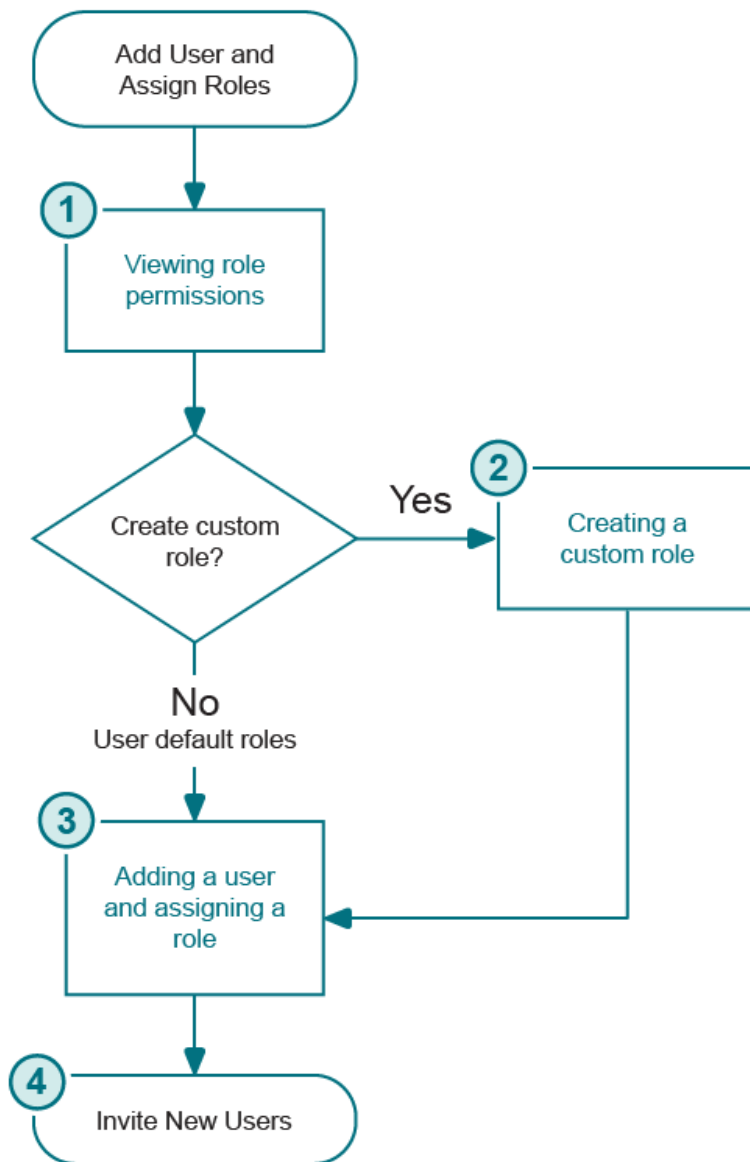 Add User and
Assign Roles
1
Viewing role
permissions
Create custom
role?
Yes
2
Creating a
custom role
No
User default roles
3
Adding a user
and assigning a
role
4
Invite New Users